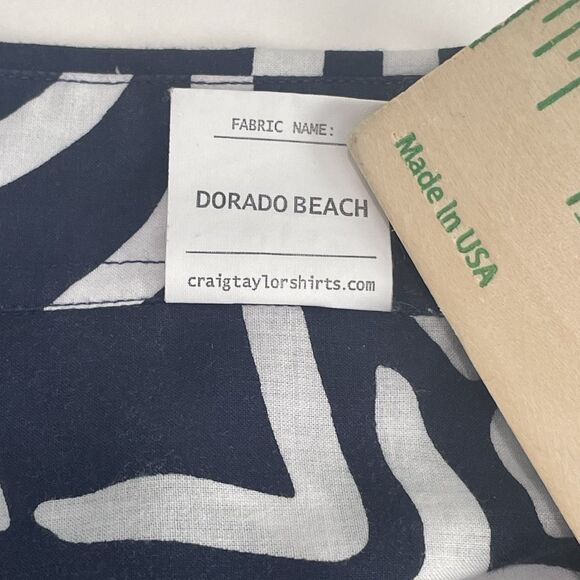 FABRIC NAME:
DORADO BEACH
craigtaylorshirts.com
Made In USA